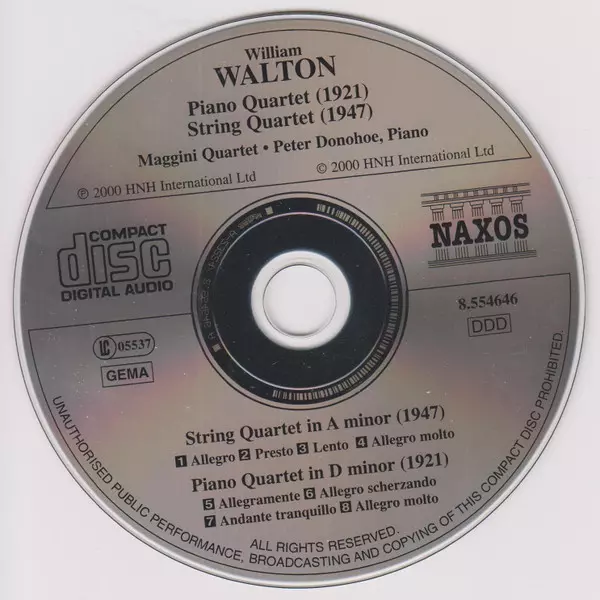 William
WALTON
Piano Quartet (1921)
String Quartet (1947)
Maggini Quartet • Peter Donohoe, Piano
℗ 2000 HNH International Ltd
© 2000 HNH International Ltd
COMPACT
disc
DIGITAL AUDIO
NAXOS
8.554646
DDD
LC 05537
GEMA
String Quartet in A minor (1947)
1 Allegro 2 Presto 3 Lento 4 Allegro molto
Piano Quartet in D minor (1921)
5 Allegramente 6 Allegro scherzando
7 Andante tranquillo 8 Allegro molto
ALL RIGHTS RESERVED.
UNAUTHORISED PUBLIC PERFORMANCE, BROADCASTING AND COPYING OF THIS COMPACT DISC PROHIBITED.